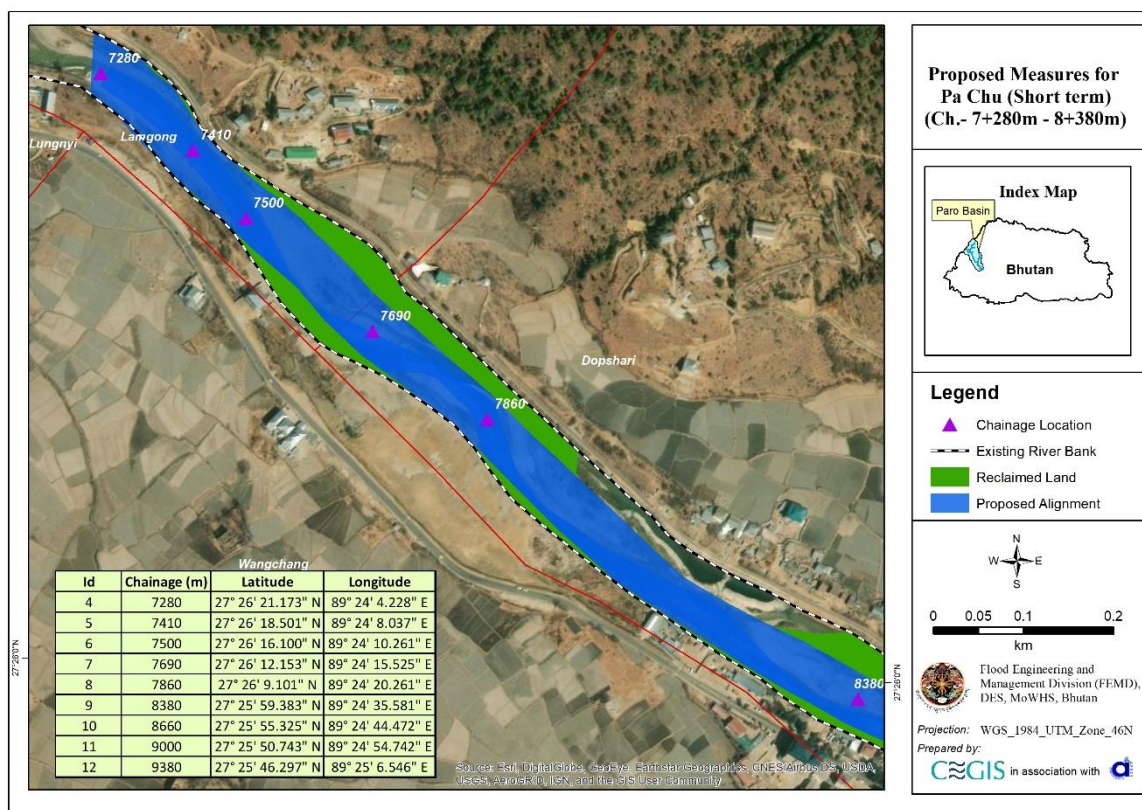 7280
7410
Lamgong
Lungnyi
7500
7690
Dopshari
7860
Wangchang
8380
Id Chainage (m) Latitude Longitude
4 7280 27° 26' 21.173" N 89° 24' 4.228" E
5 7410 27° 26' 18.501" N 89° 24' 8.037" E
6 7500 27° 26' 16.100" N 89° 24' 10.261" E
7 7690 27° 26' 12.153" N 89° 24' 15.525" E
8 7860 27° 26' 9.101" N 89° 24' 20.261" E
9 8380 27° 25' 59.383" N 89° 24' 35.581" E
10 8660 27° 25' 55.325" N 89° 24' 44.472" E
11 9000 27° 25' 50.743" N 89° 24' 54.742" E
12 9380 27° 25' 46.297" N 89° 25' 6.546" E
27°26'0"N
27°26'0"N
Source: Esri, DigitalGlobe, GeoEye, Earthstar Geographics, CNES/Airbus DS, USDA,
USGS, AeroGRID, IGN, and the GIS User Community
Proposed Measures for
Pa Chu (Short term)
(Ch.- 7+280m - 8+380m)
Index Map
Paro Basin
Bhutan
Legend
Chainage Location
Existing River Bank
Reclaimed Land
Proposed Alignment
N
W E
S
0 0.05 0.1 0.2
km
Flood Engineering and
Management Division (FEMD),
DES, MoWHS, Bhutan
Projection: WGS_1984_UTM_Zone_46N
Prepared by:
CEGIS in association with